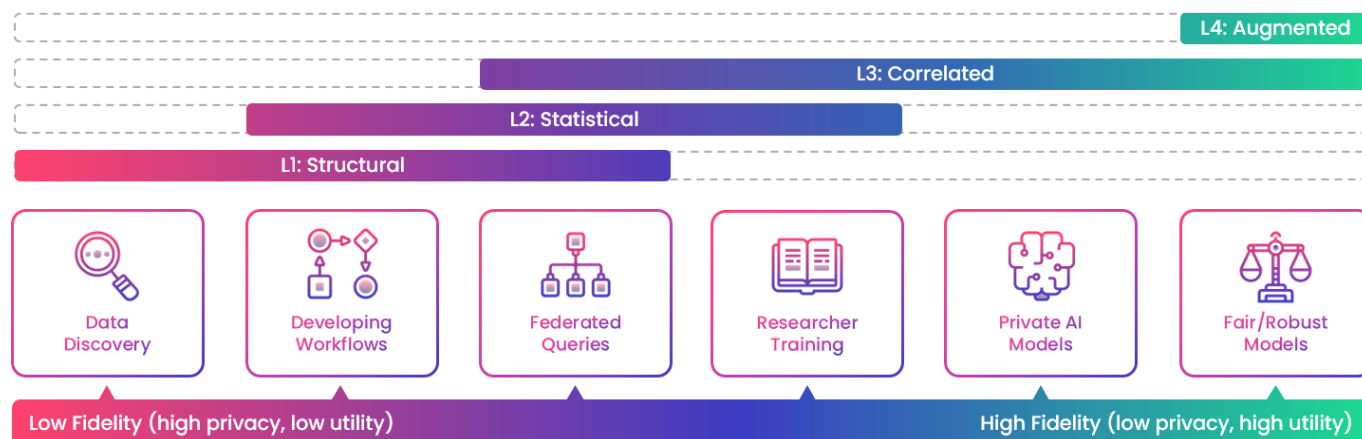 L4: Augmented
L3: Correlated
L2: Statistical
L1: Structural
Data
Discovery
Developing
Workflows
Federated
Queries
Researcher
Training
Private AI
Models
Fair/Robust
Models
Low Fidelity (high privacy, low utility)
High Fidelity (low privacy, high utility)